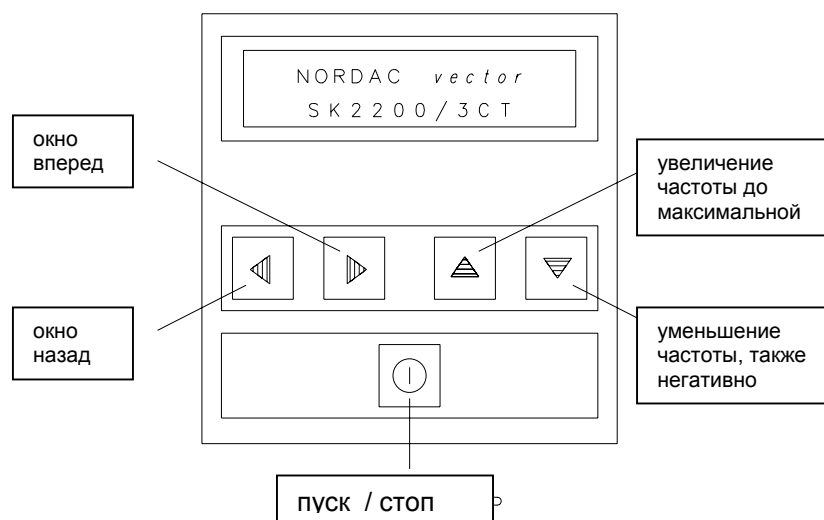 NORDAC vector
SK2200/3CT
окно
вперед
увеличение
частоты до
максимальной
окно
назад
уменьшение
частоты, также
негативно
пуск / стоп